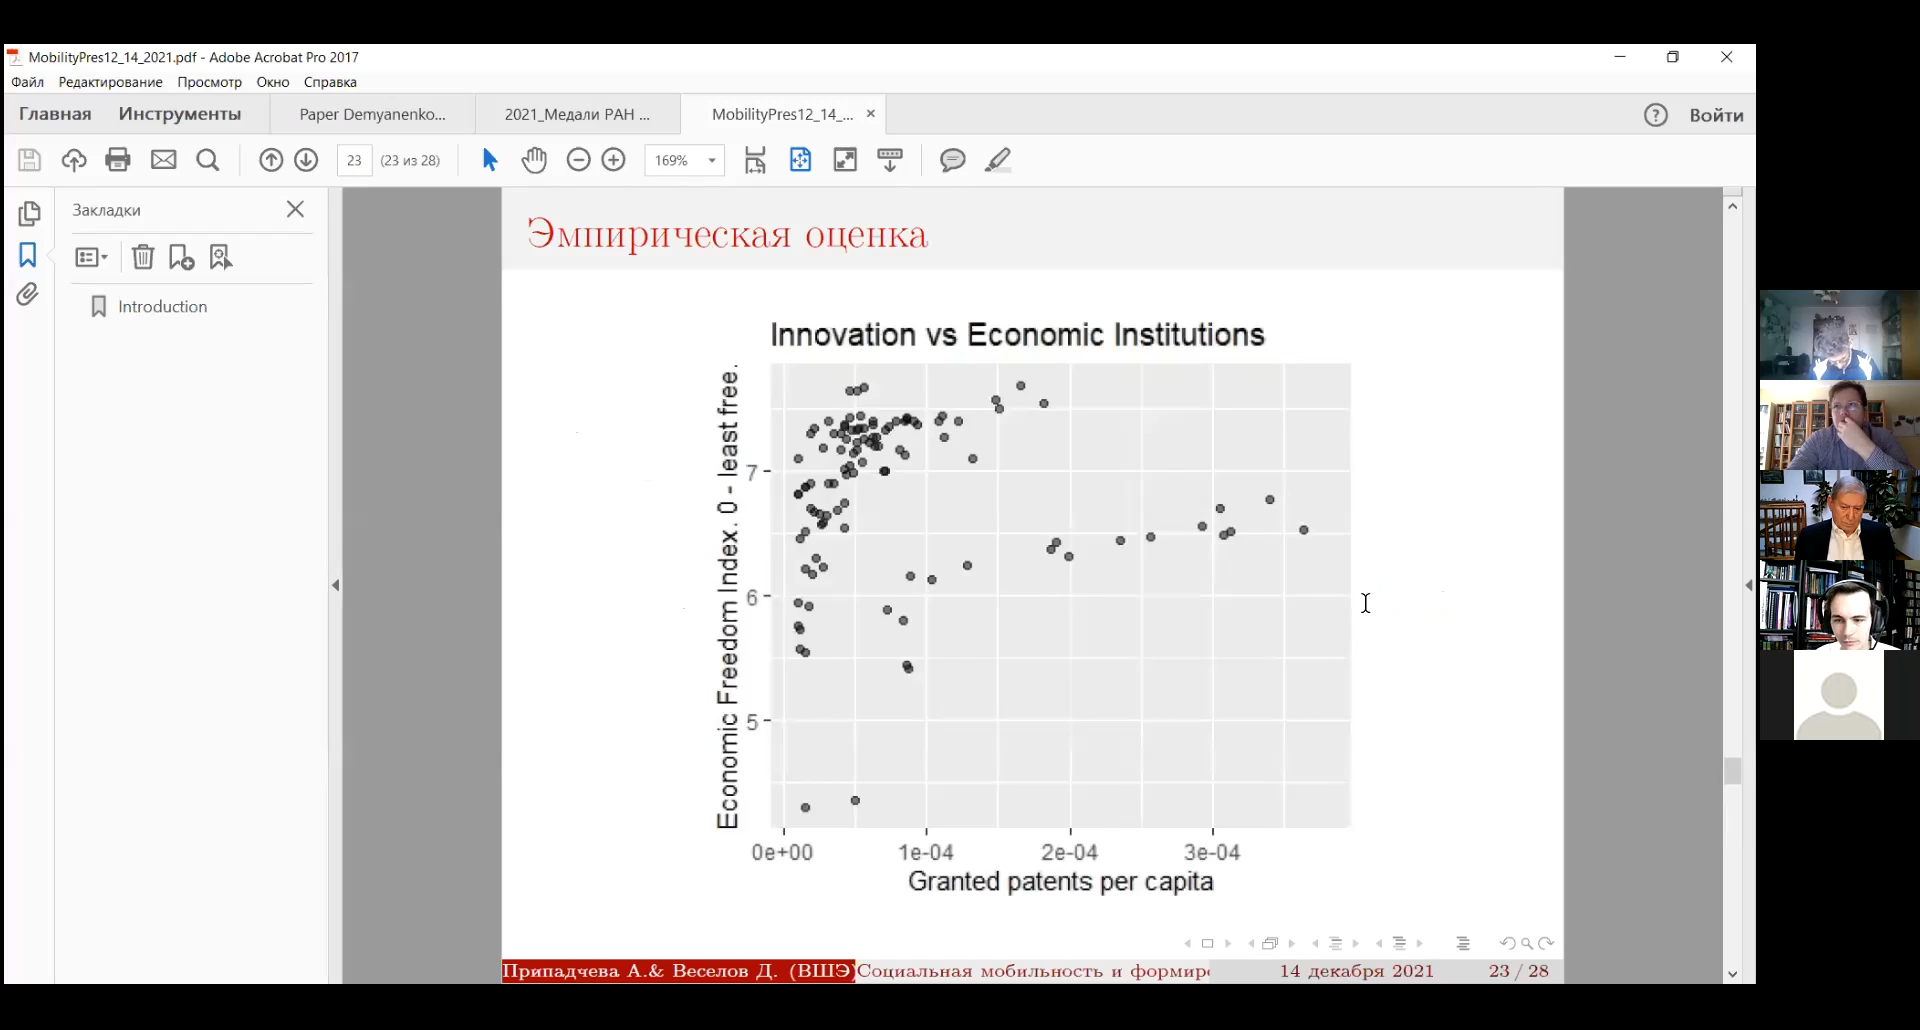 MobilityPres12_14_2021.pdf - Adobe Acrobat Pro 2017
Файл Редактирование Просмотр Окно Справка
Главная Инструменты Paper Demyanenko... 2021_Медали РАН ... MobilityPres12_14_... × ? Войти
23 (23 из 28) 169%
Закладки
Introduction
Эмпирическая оценка
Innovation vs Economic Institutions
Economic Freedom Index. 0 - least free.
7
6
5
0e+00 1e-04 2e-04 3e-04
Granted patents per capita
Припадчева А.& Веселов Д. (ВШЭ) Социальная мобильность и формир 14 декабря 2021 23 / 28